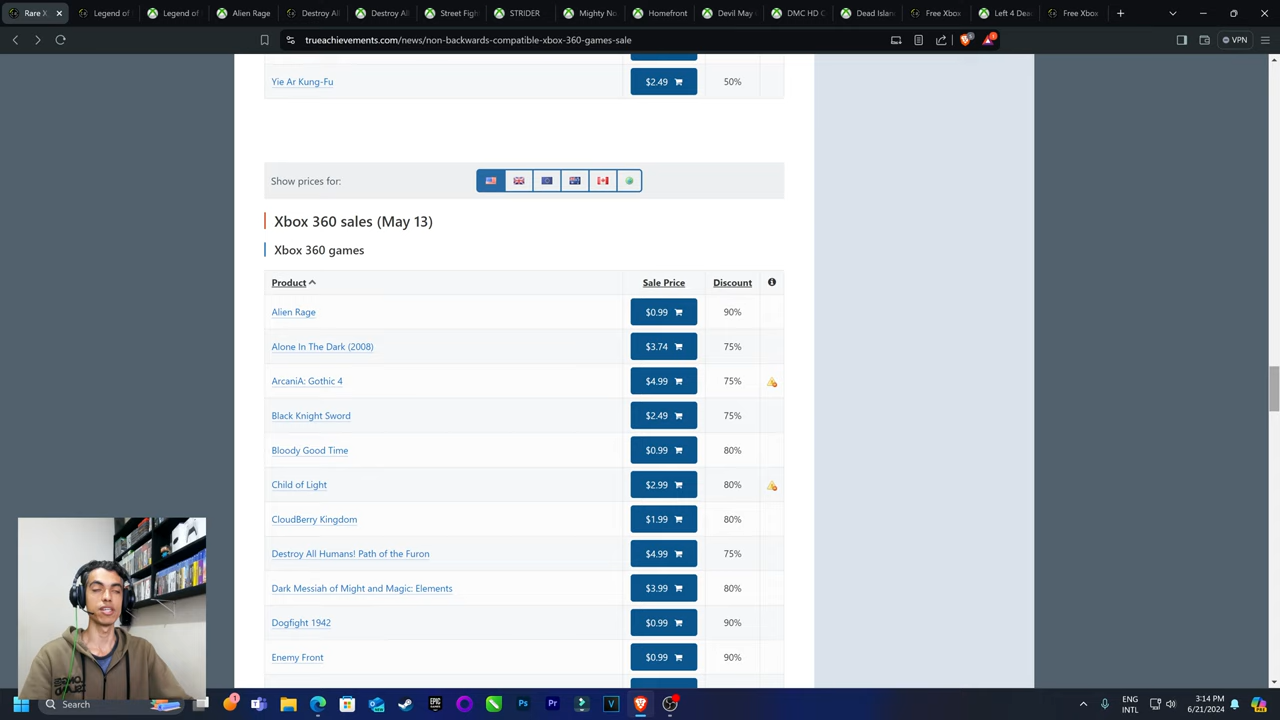 Rare X
Legend of
Legend of
Alien Rage
Destroy All
Destroy All
Street Figh
STRIDER
Mighty No
Homefront
Devil May
DMC HD C
Dead Islan
Free Xbox
Left 4 Dea
Free Xbox
trueachievements.com/news/non-backwards-compatible-xbox-360-games-sale
VPN
Yie Ar Kung-Fu $2.49 50%
Show prices for:
Xbox 360 sales (May 13)
Xbox 360 games
Product Sale Price Discount
Alien Rage $0.99 90%
Alone In The Dark (2008) $3.74 75%
ArcaniA: Gothic 4 $4.99 75%
Black Knight Sword $2.49 75%
Bloody Good Time $0.99 80%
Child of Light $2.99 80%
CloudBerry Kingdom $1.99 80%
Destroy All Humans! Path of the Furon $4.99 75%
Dark Messiah of Might and Magic: Elements $3.99 80%
Dogfight 1942 $0.99 90%
Enemy Front $0.99 90%
Search
ENG
INTL
3:14 PM
6/21/2024